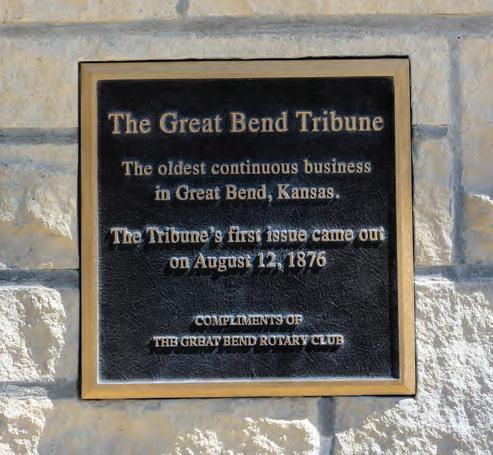 The Great Bend Tribune
The oldest continuous business
in Great Bend, Kansas.
The Tribune's first issue came out
on August 12, 1876
COMPLIMENTS OF
THE GREAT BEND ROTARY CLUB